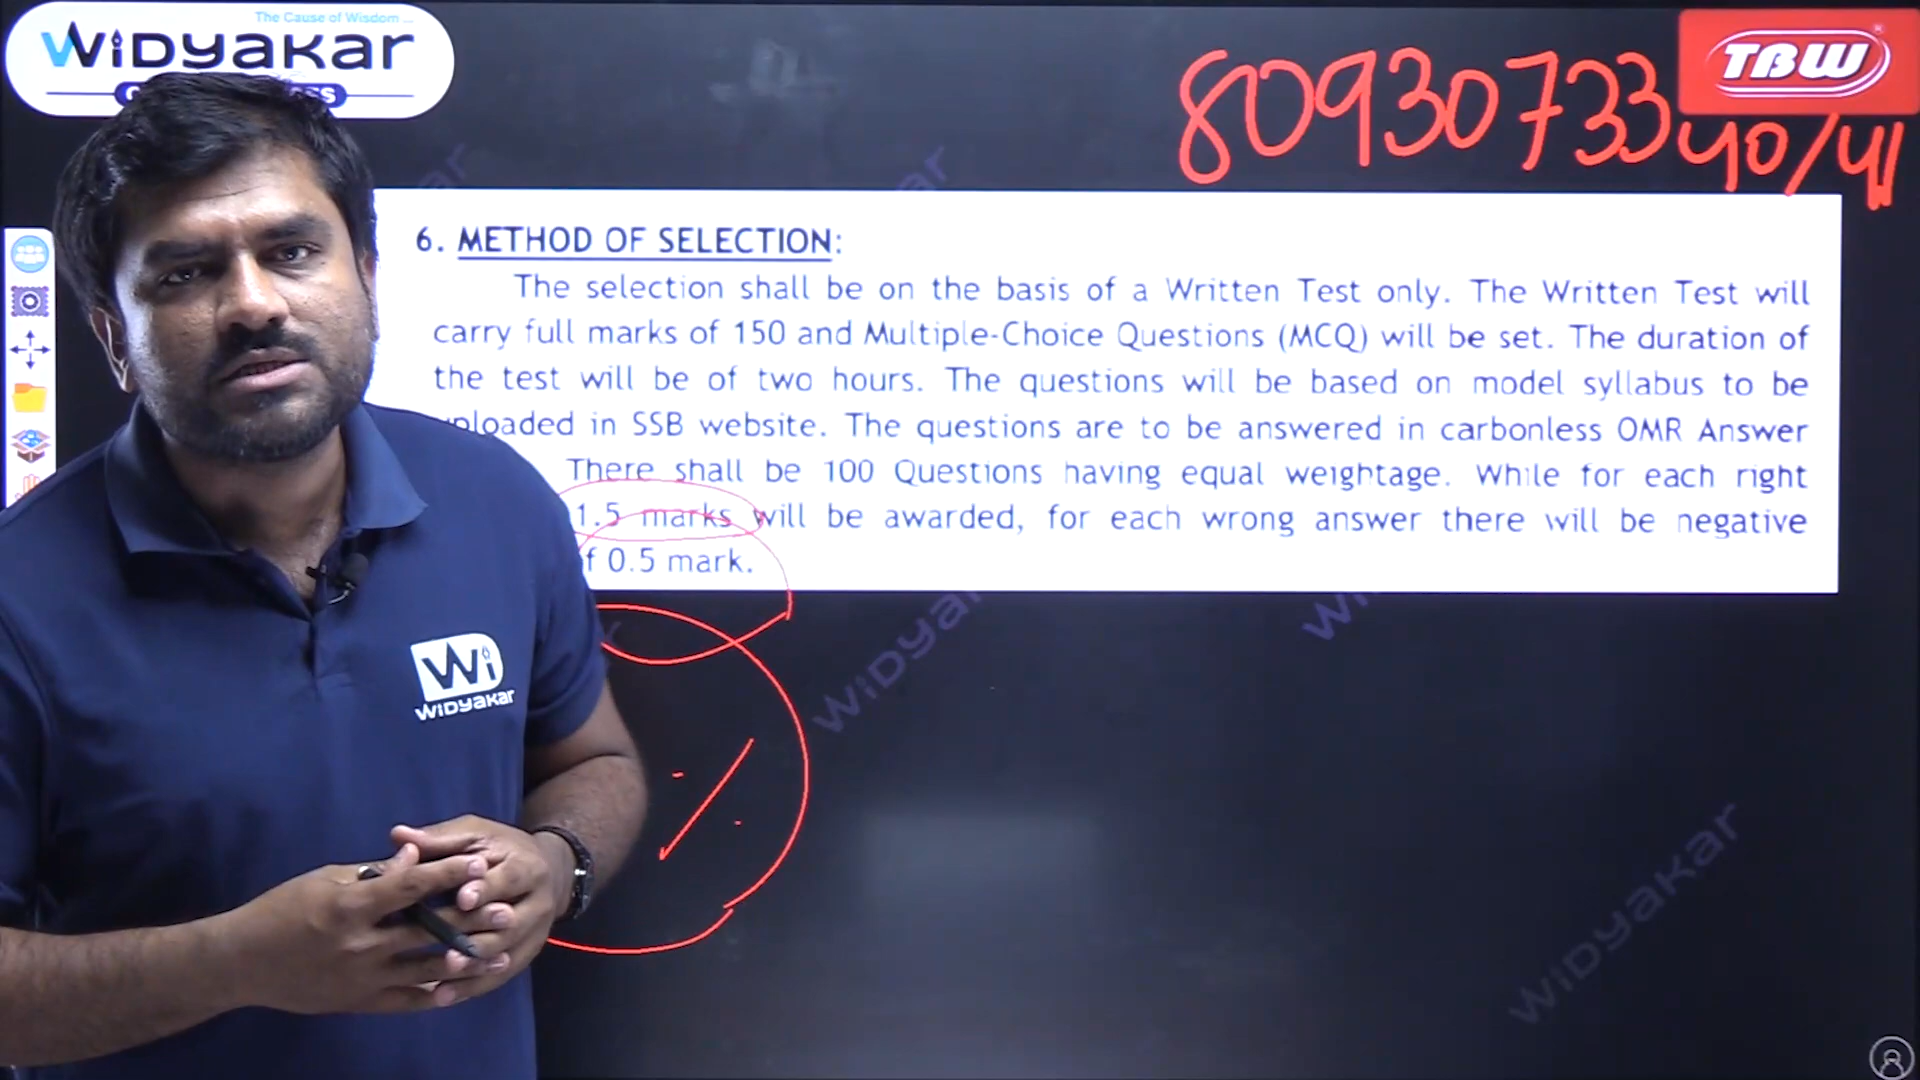 The Cause of Wisdom ...
WiDyakar
SS
8093073340/41
TBW
6. METHOD OF SELECTION:
The selection shall be on the basis of a Written Test only. The Written Test will
carry full marks of 150 and Multiple-Choice Questions (MCQ) will be set. The duration of
the test will be of two hours. The questions will be based on model syllabus to be
uploaded in SSB website. The questions are to be answered in carbonless OMR Answer
There shall be 100 Questions having equal weightage. While for each right
1.5 marks will be awarded, for each wrong answer there will be negative
f 0.5 mark.
Wi
WiDyakar
WiDyakar
WiDyakar